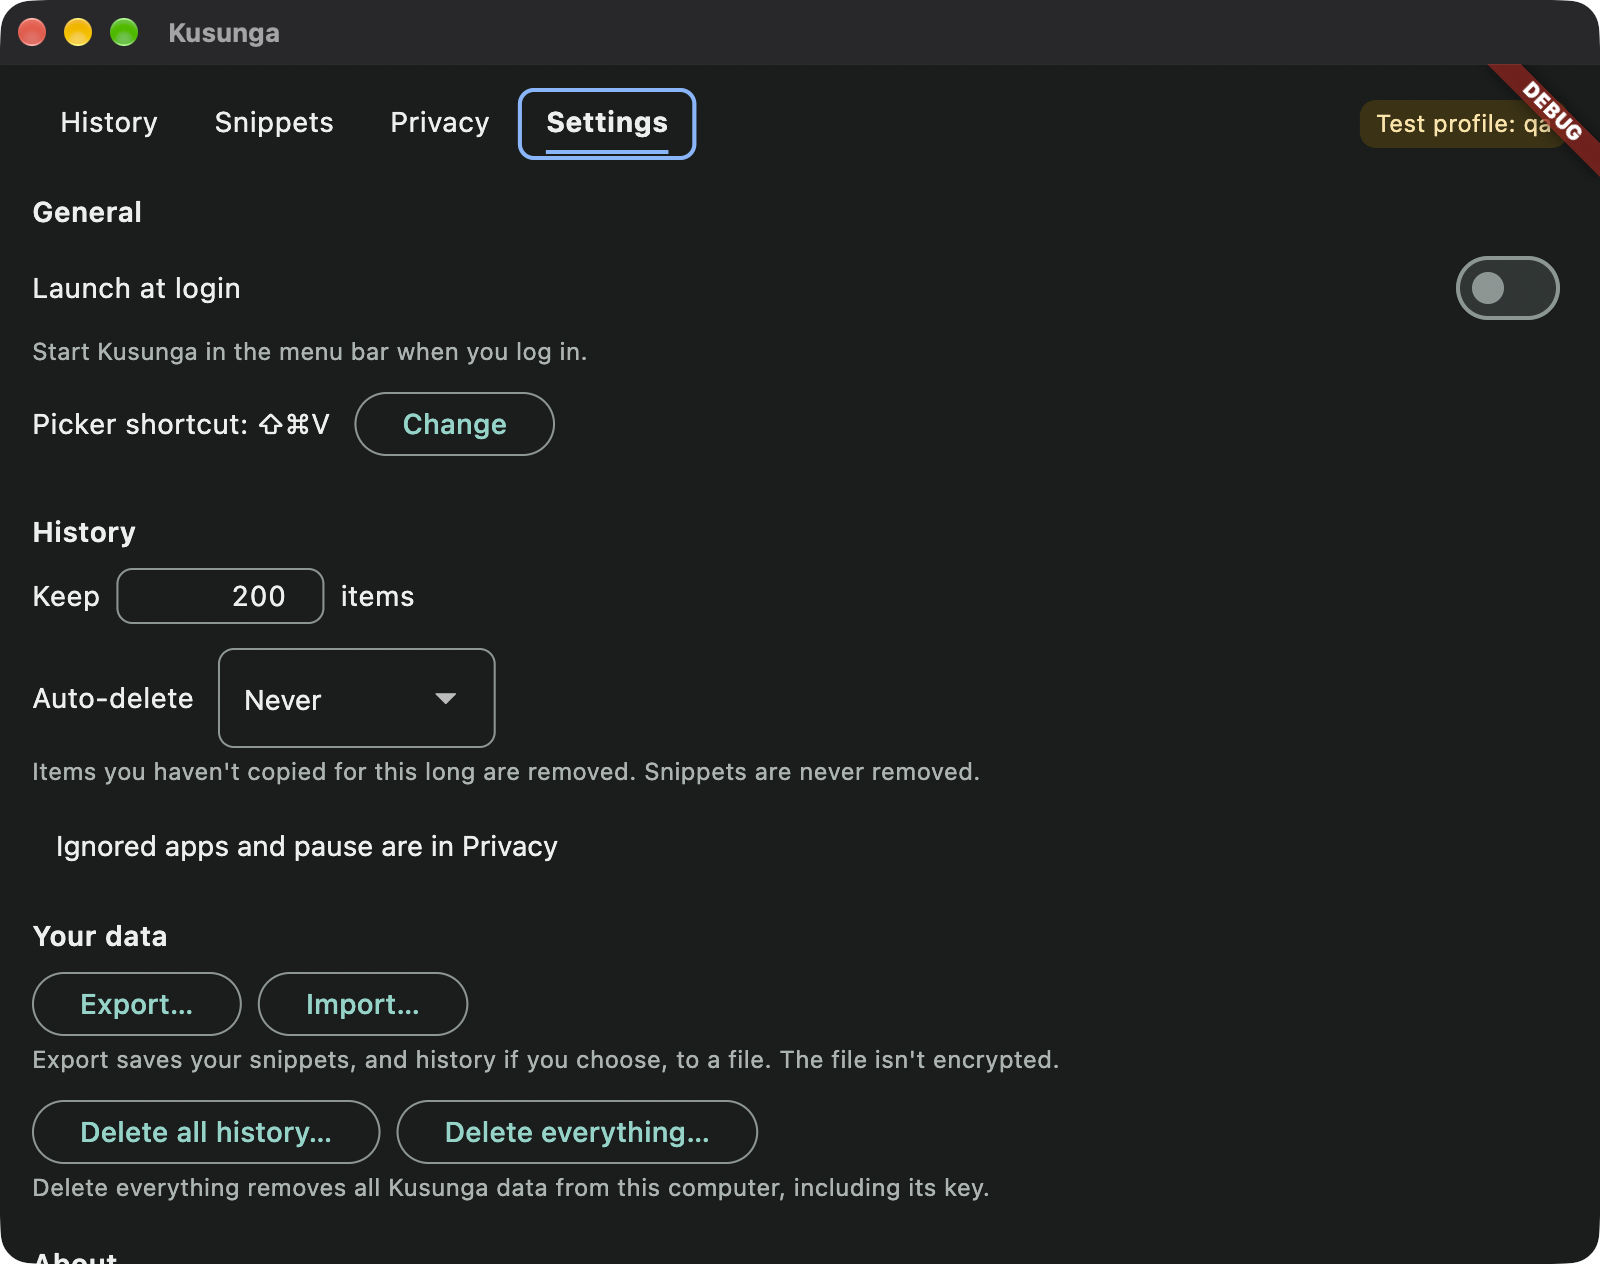 Kusunga
History Snippets Privacy Settings
Test profile: qa
DEBUG
General
Launch at login
Start Kusunga in the menu bar when you log in.
Picker shortcut: ⇧⌘V Change
History
Keep 200 items
Auto-delete Never
Items you haven't copied for this long are removed. Snippets are never removed.
Ignored apps and pause are in Privacy
Your data
Export... Import...
Export saves your snippets, and history if you choose, to a file. The file isn't encrypted.
Delete all history... Delete everything...
Delete everything removes all Kusunga data from this computer, including its key.
About